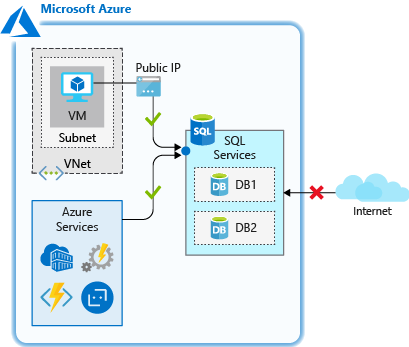 Microsoft Azure
Public IP
VM
Subnet
VNet
SQL
SQL
Services
DB
DB1
DB
DB2
Azure
Services
Internet